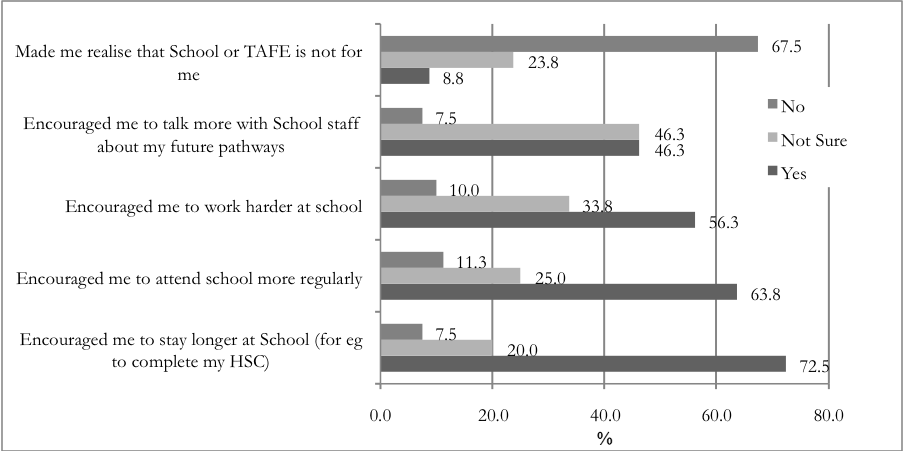 Made me realise that School or TAFE is not for
me
67.5
23.8
8.8
Encouraged me to talk more with School staff
about my future pathways
7.5
46.3
46.3
Encouraged me to work harder at school
10.0
33.8
56.3
Encouraged me to attend school more regularly
11.3
25.0
63.8
Encouraged me to stay longer at School (for eg
to complete my HSC)
7.5
20.0
72.5
No
Not Sure
Yes
0.0 20.0 40.0 60.0 80.0
%